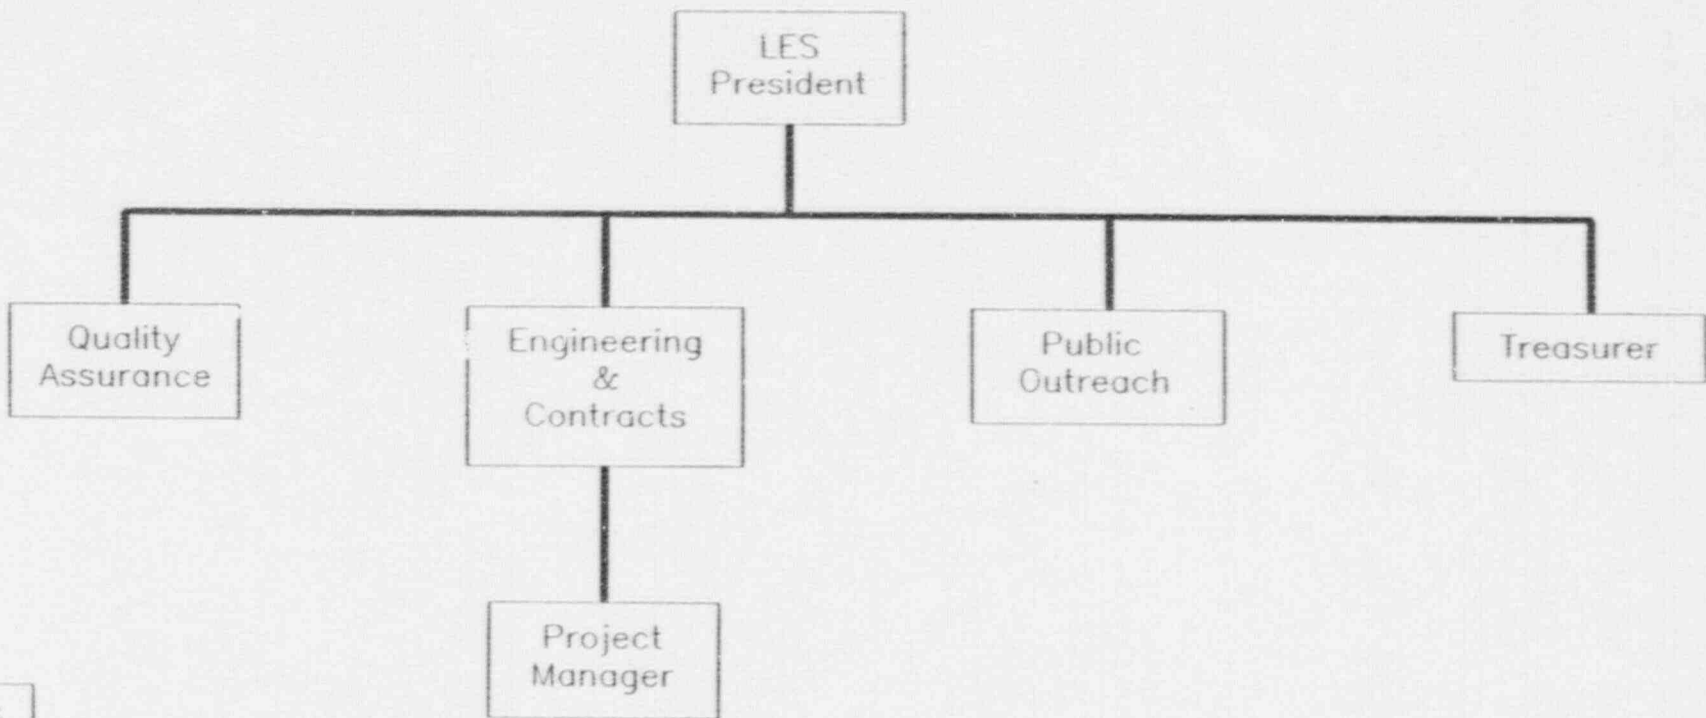 LES
President
Quality
Assurance
Engineering
&
Contracts
Public
Outreach
Treasurer
Project
Manager